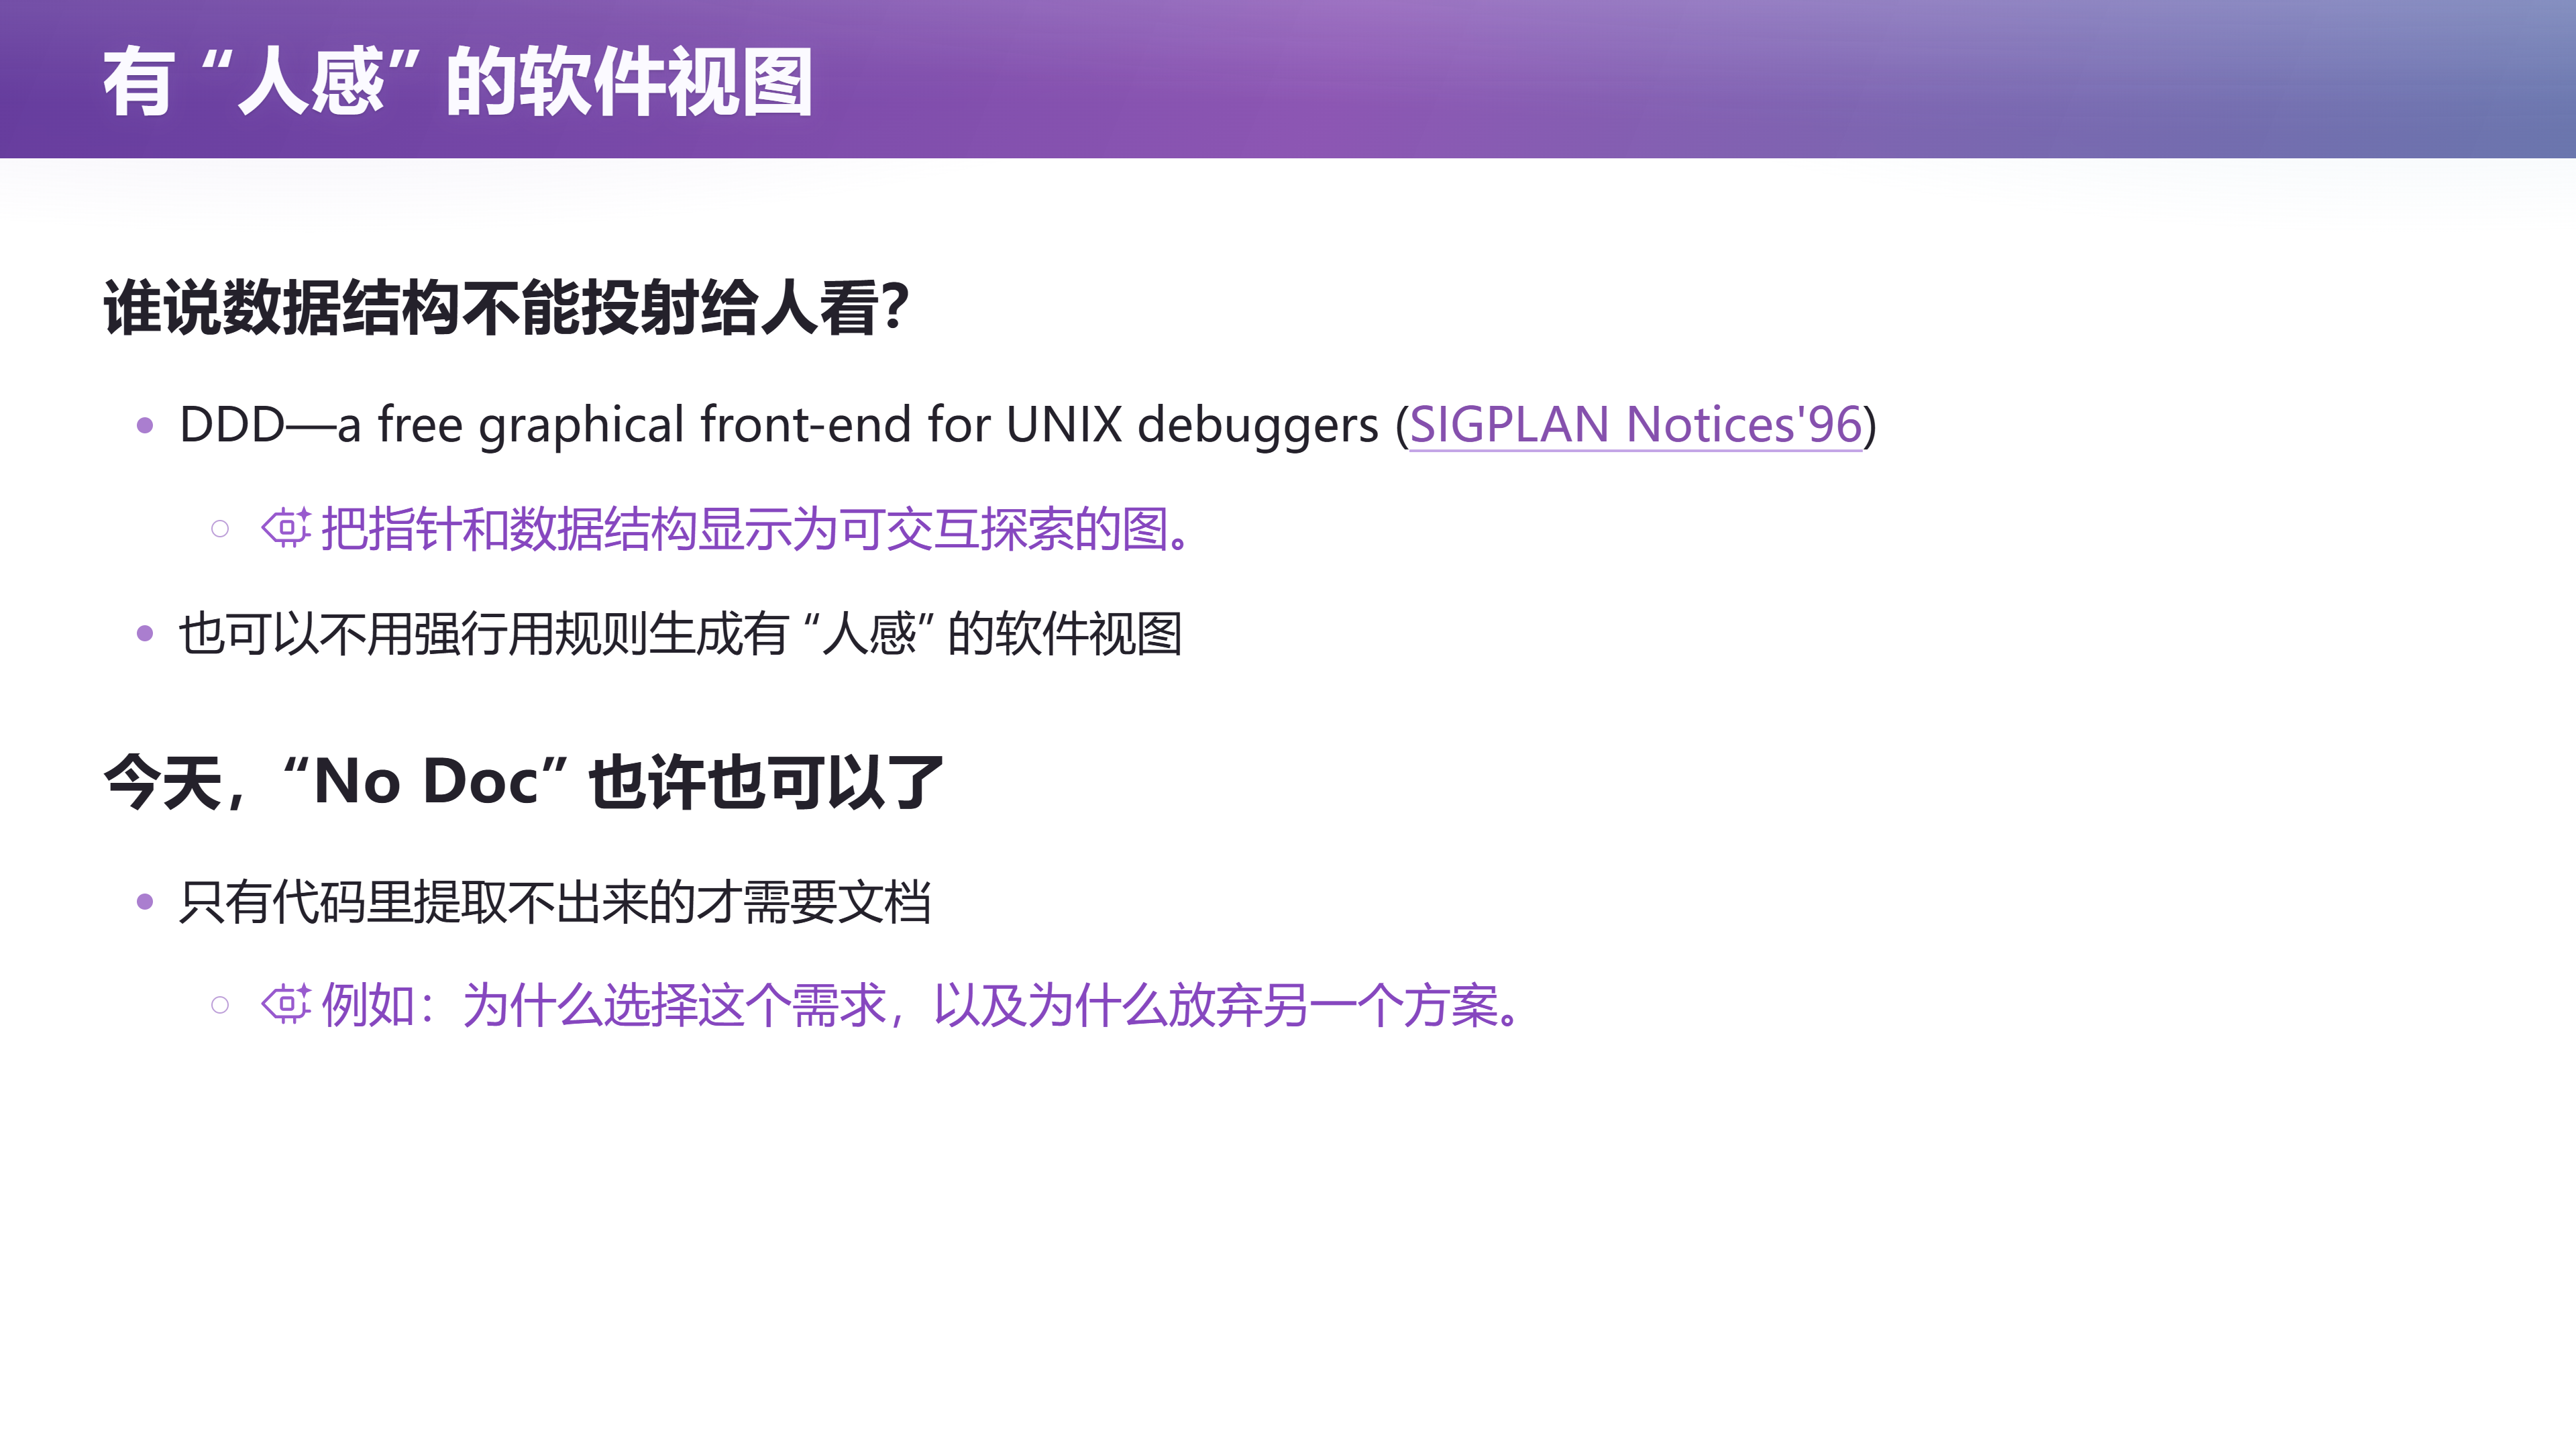 有 “人感” 的软件视图
谁说数据结构不能投射给人看？
DDD—a free graphical front-end for UNIX debuggers (SIGPLAN Notices'96)
把指针和数据结构显示为可交互探索的图。
也可以不用强行用规则生成有 “人感” 的软件视图
今天，“No Doc” 也许也可以了
只有代码里提取不出来的才需要文档
例如：为什么选择这个需求，以及为什么放弃另一个方案。